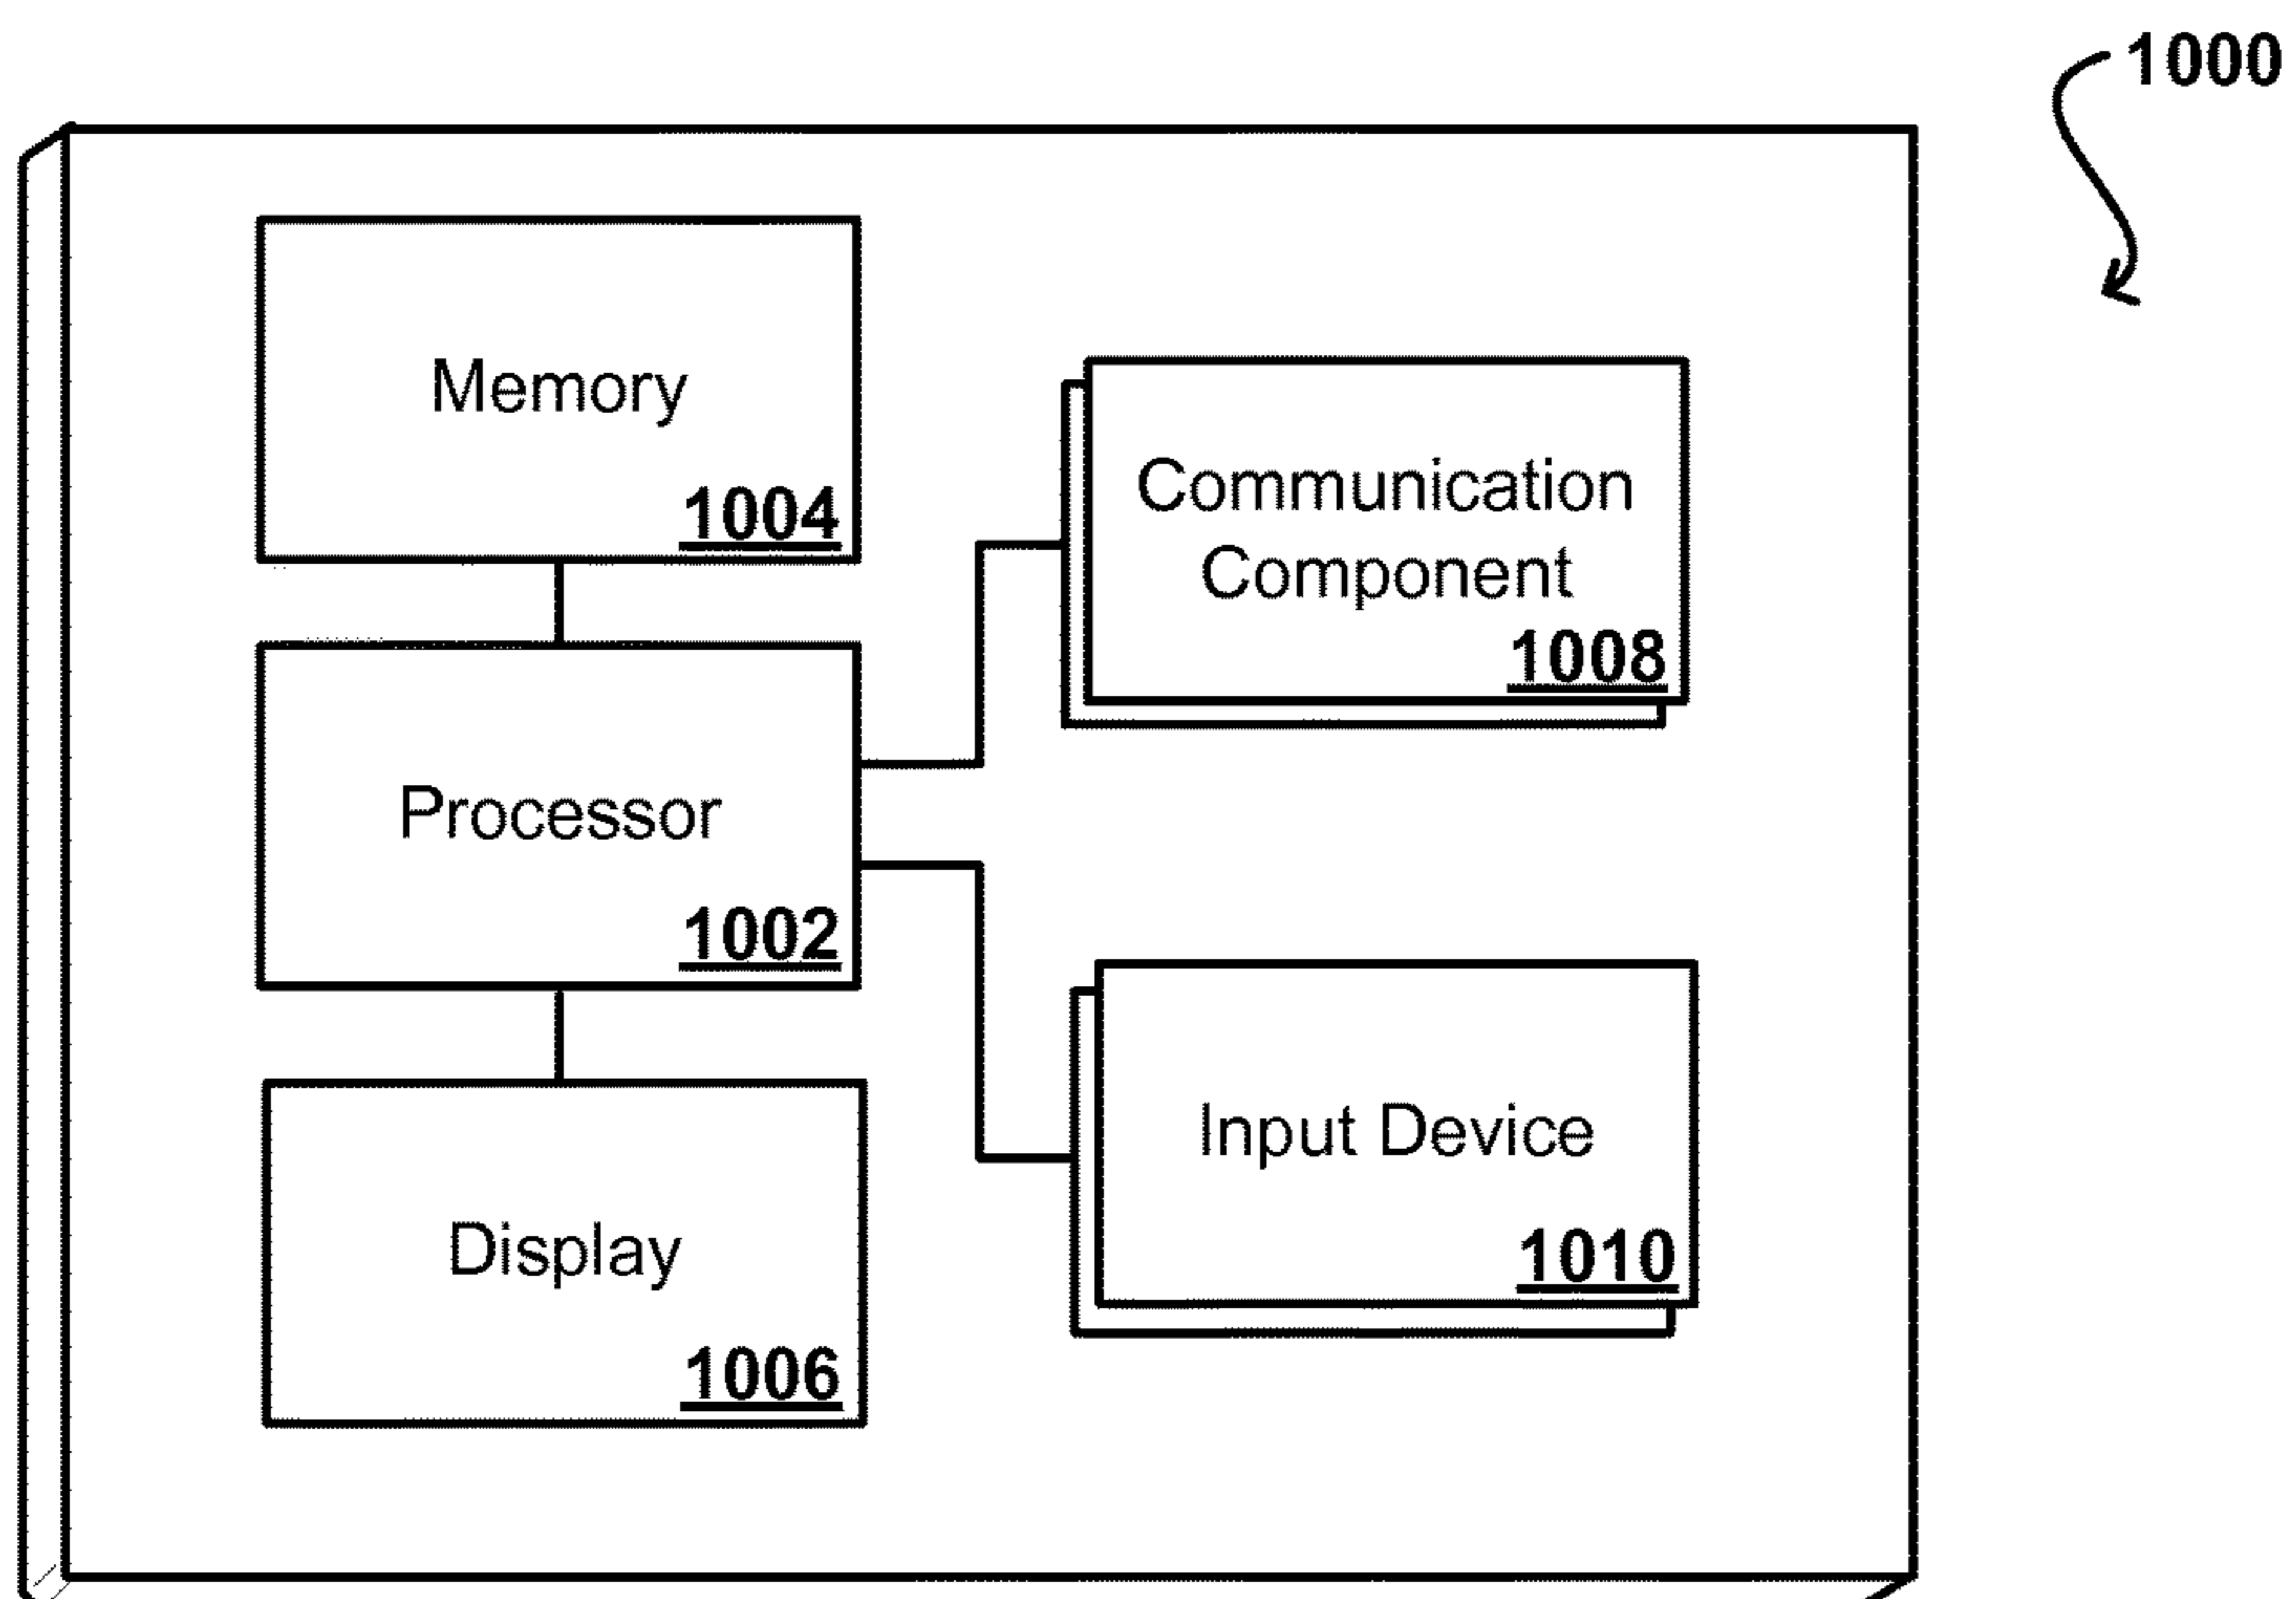 1000
Memory
1004
Communication
Component
1008
Processor
1002
Input Device
1010
Display
1006